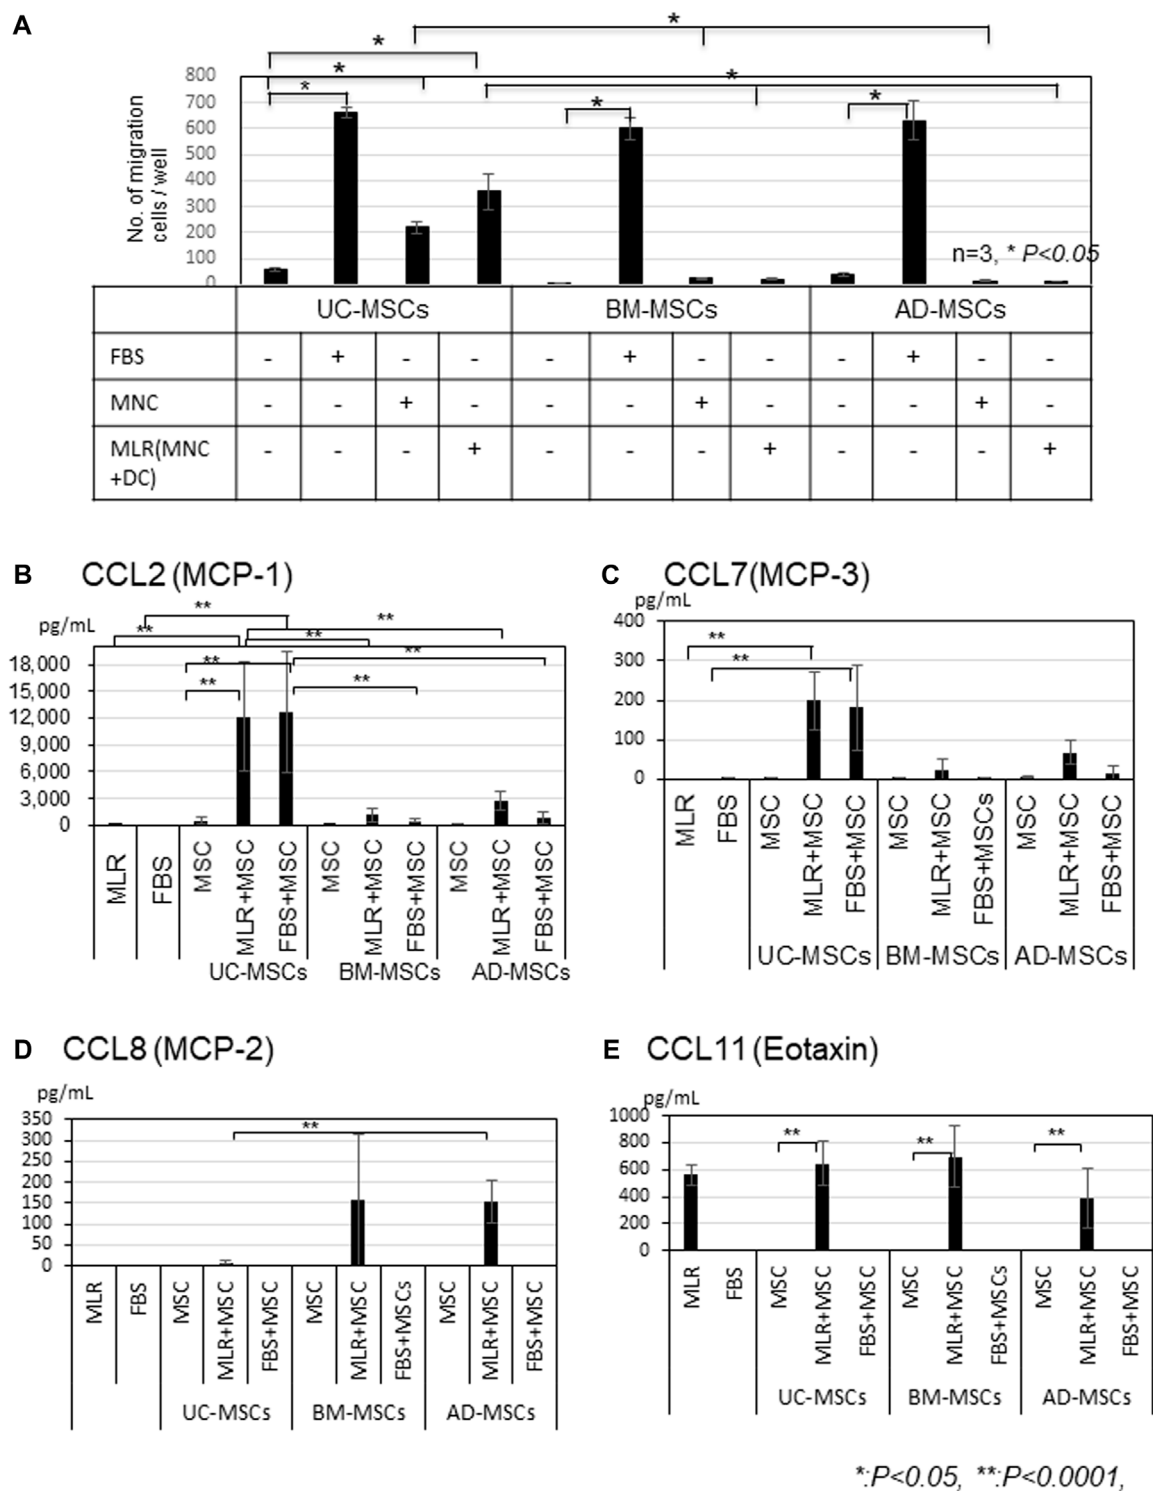 A
*
*
*
*
*
*
*
No. of migration
cells / well
800
700
600
500
400
300
200
100
0
n=3, * P<0.05
UC-MSCs BM-MSCs AD-MSCs
FBS - + - - - + - - - + - -
MNC - - + - - - + - - - + -
MLR(MNC
+DC) - - - + - - - + - - - +
B CCL2 (MCP-1)
pg/mL
**
**
**
**
**
**
**
**
18,000
15,000
12,000
9,000
6,000
3,000
0
MLR FBS MSC MLR+MSC FBS+MSC MSC MLR+MSC FBS+MSC MSC MLR+MSC FBS+MSC
UC-MSCs BM-MSCs AD-MSCs
C CCL7(MCP-3)
pg/mL
**
**
400
300
200
100
0
MLR FBS MSC MLR+MSC FBS+MSC MSC MLR+MSC FBS+MSCs MSC MLR+MSC FBS+MSC
UC-MSCs BM-MSCs AD-MSCs
D CCL8 (MCP-2)
pg/mL
**
350
300
250
200
150
100
50
0
MLR FBS MSC MLR+MSC FBS+MSC MSC MLR+MSC FBS+MSCs MSC MLR+MSC FBS+MSC
UC-MSCs BM-MSCs AD-MSCs
E CCL11 (Eotaxin)
pg/mL
** ** **
1000
800
600
400
200
0
MLR FBS MSC MLR+MSC FBS+MSC MSC MLR+MSC FBS+MSCs MSC MLR+MSC FBS+MSC
UC-MSCs BM-MSCs AD-MSCs
*:P<0.05, **:P<0.0001,